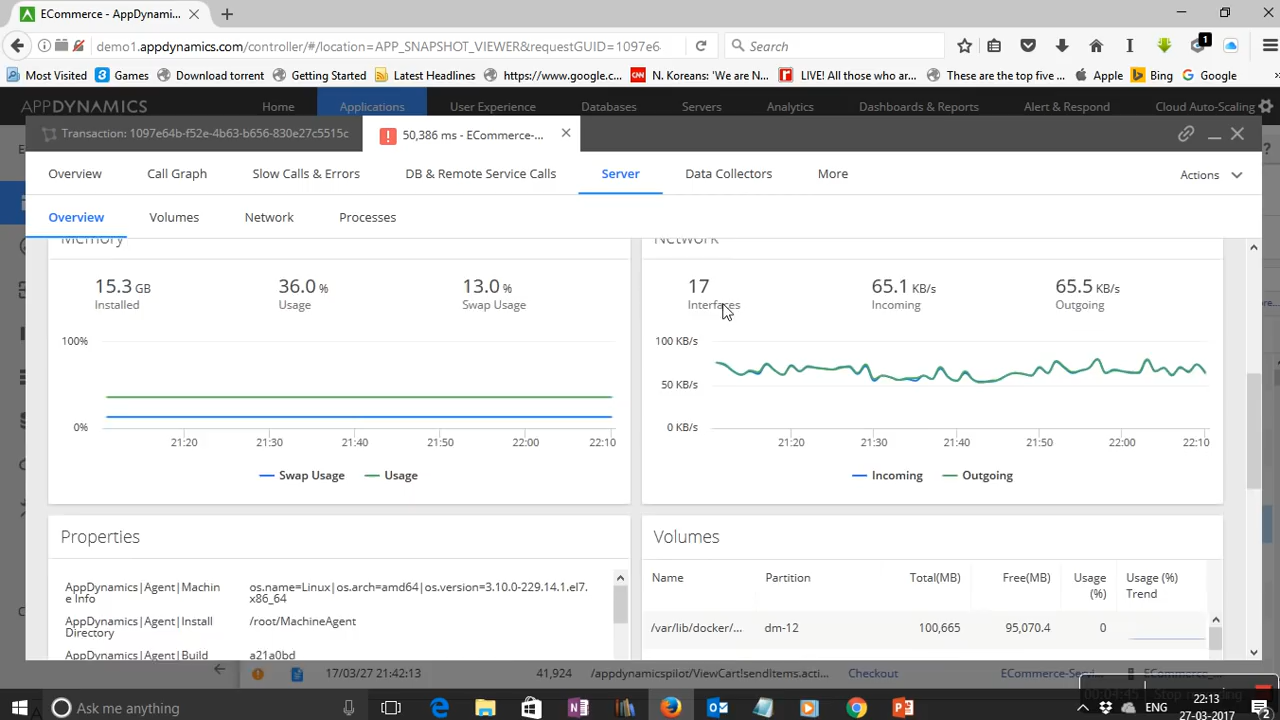 ECommerce - AppDynami...
demo1.appdynamics.com/controller/#/location=APP_SNAPSHOT_VIEWER&requestGUID=1097e6
Search
1
Most Visited
Games
Download torrent
Getting Started
Latest Headlines
https://www.google.c...
N. Koreans: 'We are N...
LIVE! All those who ar...
These are the top five ...
Apple
Bing
Google
APPDYNAMICS
Home
Applications
User Experience
Databases
Servers
Analytics
Dashboards & Reports
Alert & Respond
Cloud Auto-Scaling
Transaction: 1097e64b-f52e-4b63-b656-830e27c5515c
50,386 ms - ECommerce-...
Overview
Call Graph
Slow Calls & Errors
DB & Remote Service Calls
Server
Data Collectors
More
Actions
Overview
Volumes
Network
Processes
Memory
15.3 GB
Installed
36.0 %
Usage
13.0 %
Swap Usage
100%
0%
21:20
21:30
21:40
21:50
22:00
22:10
Swap Usage
Usage
Network
17
Interfaces
65.1 KB/s
Incoming
65.5 KB/s
Outgoing
100 KB/s
50 KB/s
0 KB/s
21:20
21:30
21:40
21:50
22:00
22:10
Incoming
Outgoing
Properties
AppDynamics|Agent|Machin
e Info
os.name=Linux|os.arch=amd64|os.version=3.10.0-229.14.1.el7.
x86_64
AppDynamics|Agent|Install
Directory
/root/MachineAgent
AppDynamics|Agent|Build
a21a0bd
Volumes
Name
Partition
Total(MB)
Free(MB)
Usage
(%)
Usage (%)
Trend
/var/lib/docker/...
dm-12
100,665
95,070.4
0
17/03/27 21:42:13
41,924
/appdynamicspilot/ViewCart!sendItems.acti...
Checkout
ECommerce-Servi...
ECommerce_
Ask me anything
00:04:45
ENG
22:13
27-03-2017
2